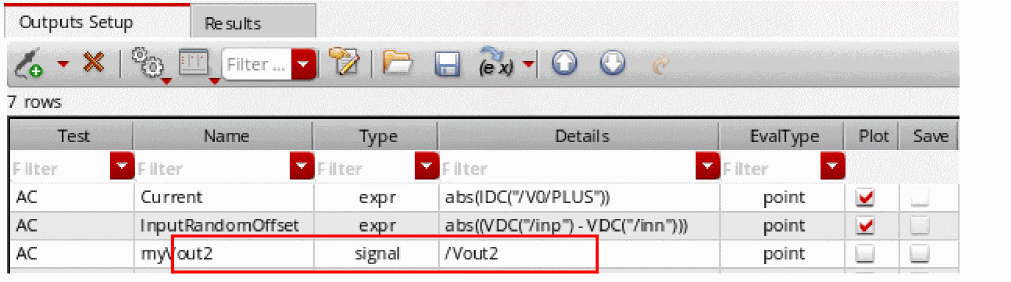 Outputs Setup Results
Filter ... (e x)
7 rows
Test Name Type Details EvalType Plot Save
Filter Filter Filter Filter Filter
AC Current expr abs(IDC("/V0/PLUS")) point
AC InputRandomOffset expr abs((VDC("/inp") - VDC("/inn"))) point
AC myVout2 signal /Vout2 point